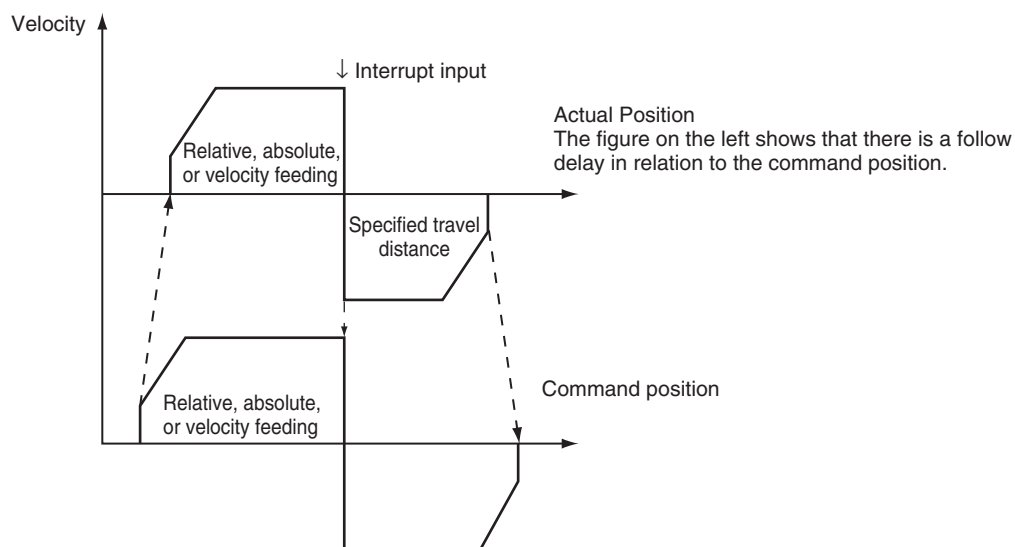 Velocity
↓ Interrupt input
Actual Position
The figure on the left shows that there is a follow
delay in relation to the command position.
Relative, absolute,
or velocity feeding
Specified travel
distance
Command position
Relative, absolute,
or velocity feeding